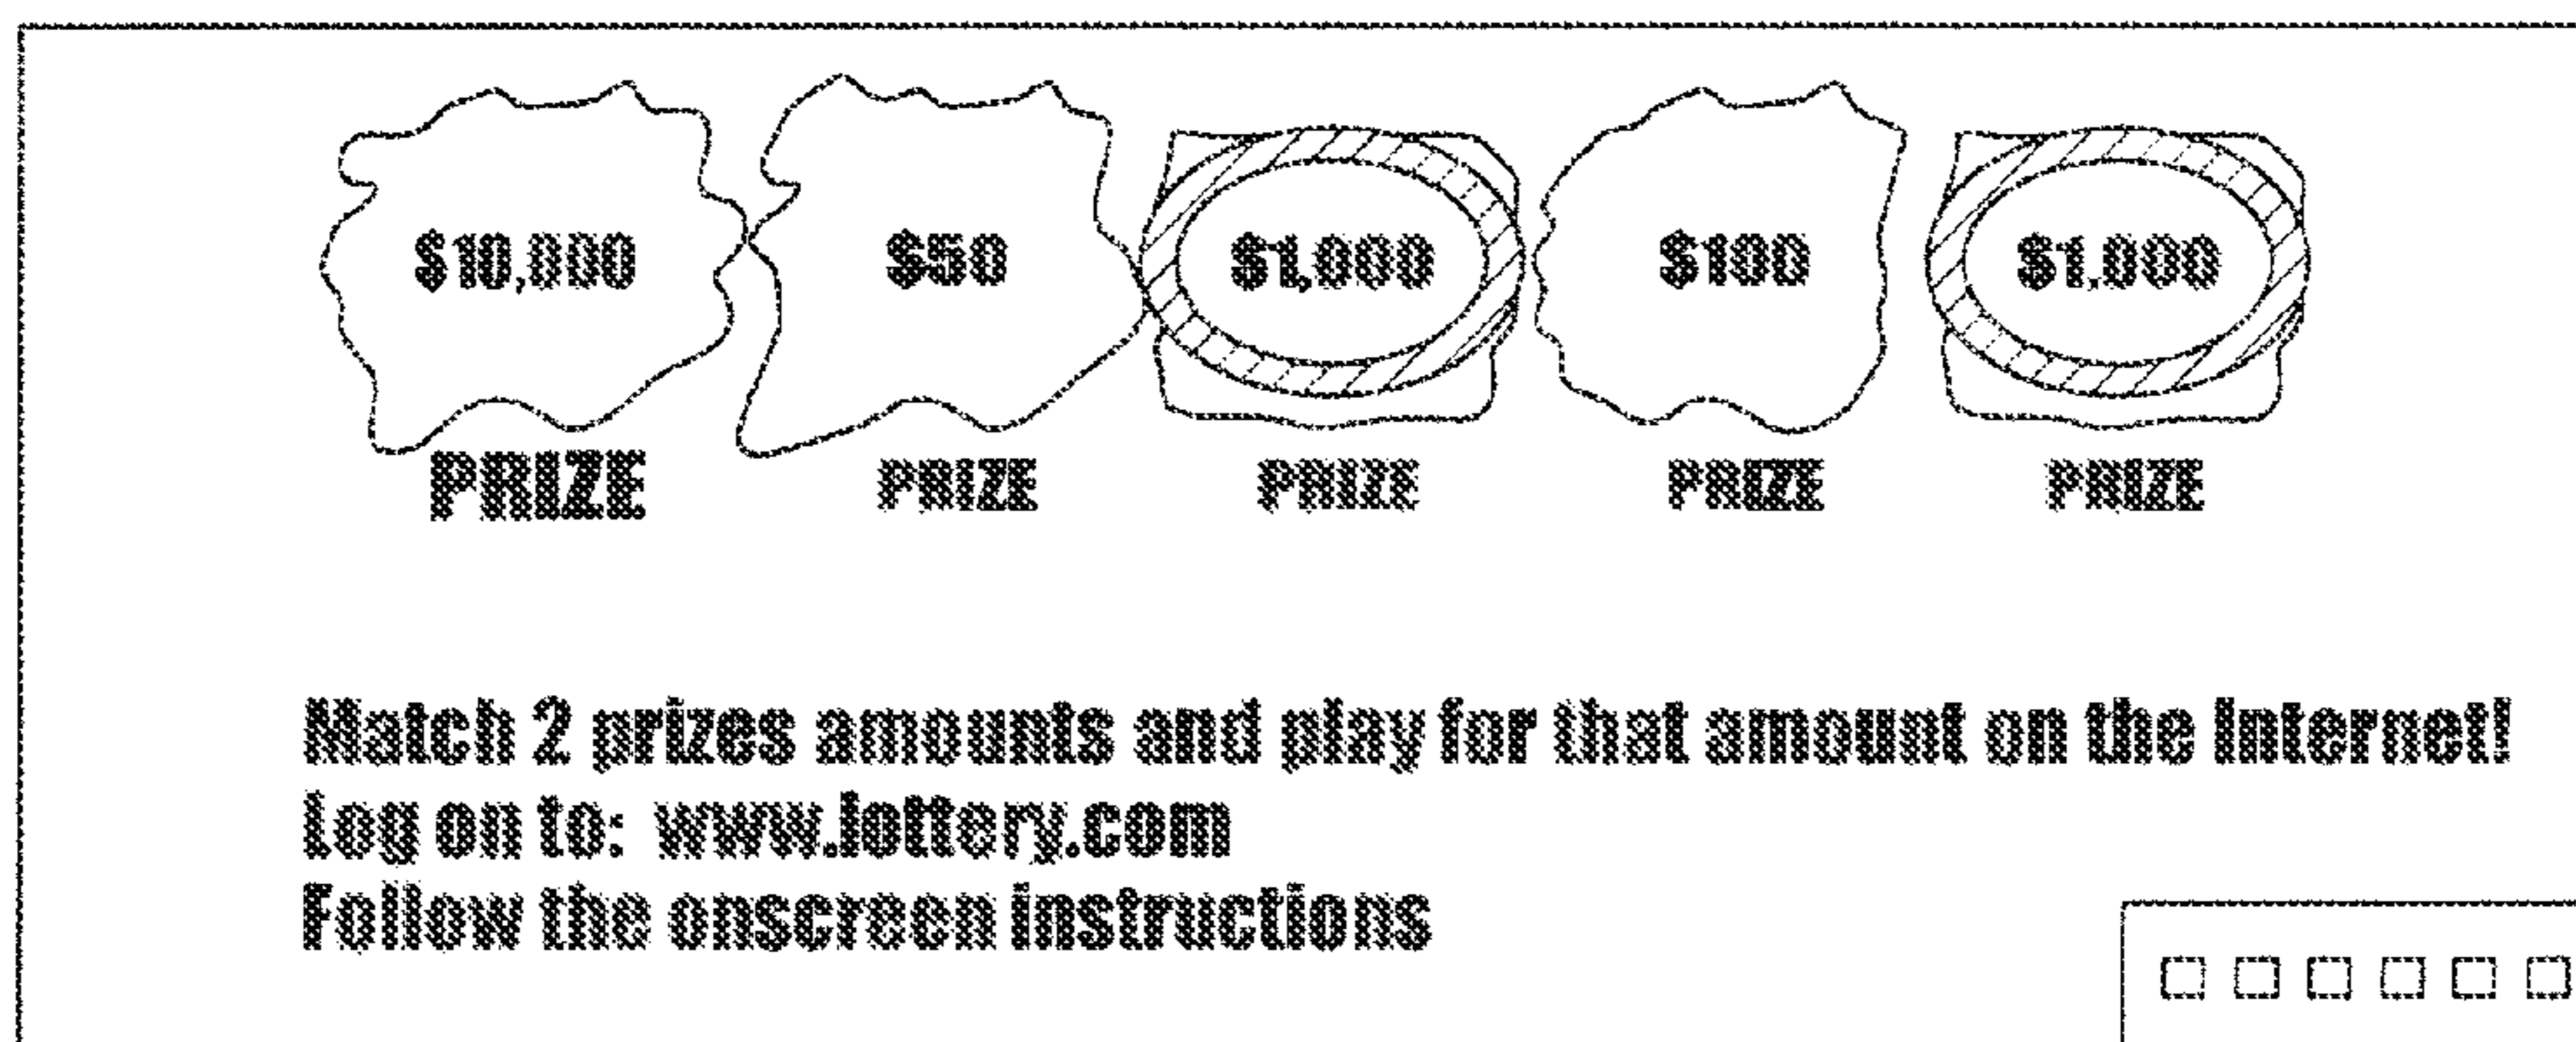 $10,000 $50 $1,000 $100 $1,000
PRIZE PRIZE PRIZE PRIZE PRIZE
Match 2 prizes amounts and play for that amount on the Internet!
Log on to: www.lottery.com
Follow the onscreen instructions